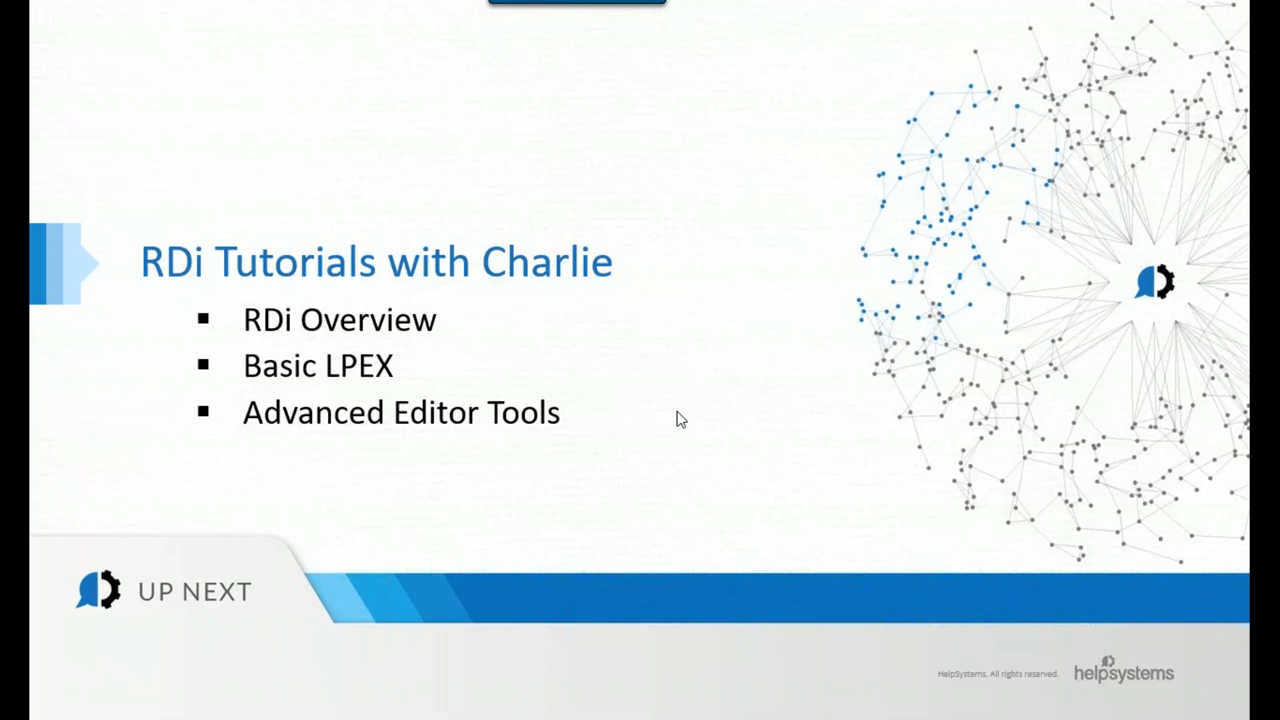 RDi Tutorials with Charlie
▪ RDi Overview
▪ Basic LPEX
▪ Advanced Editor Tools
UP NEXT
HelpSystems. All rights reserved.
helpsystems